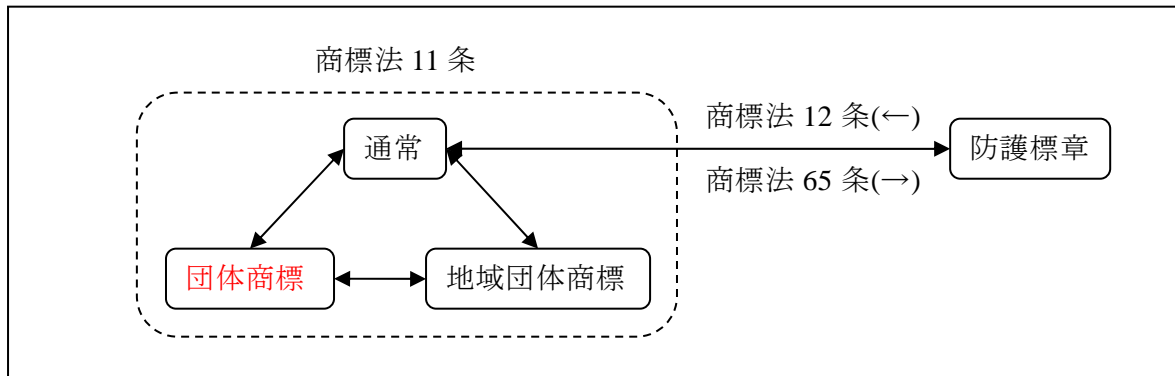 商標法 11 条
商標法 12 条(←)
通常
防護標章
商標法 65 条(→)
団体商標
地域団体商標